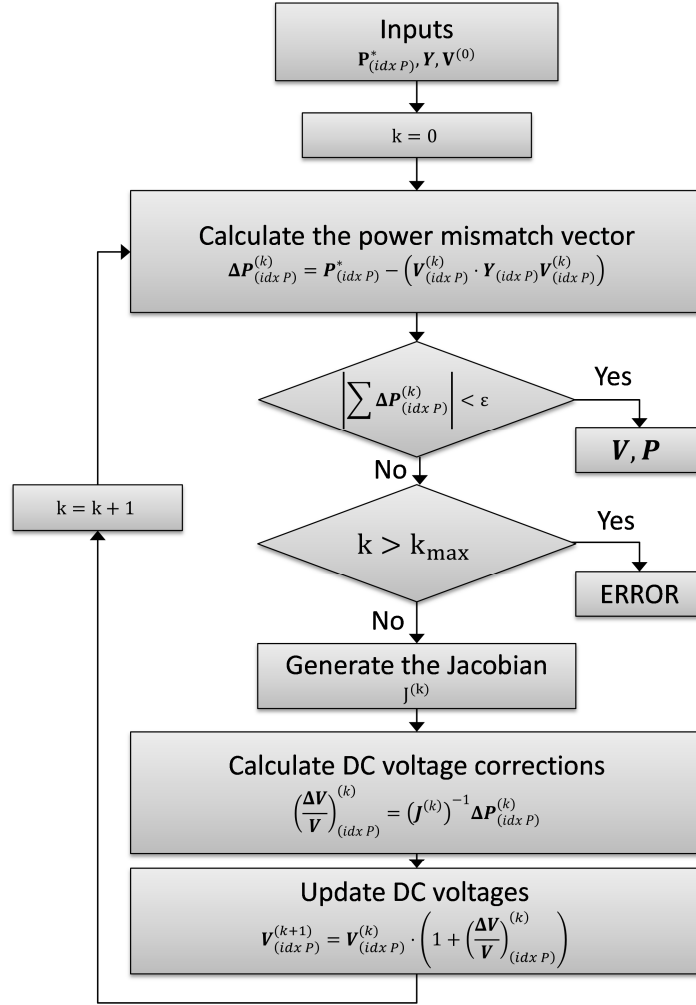 Inputs
P*(idx P), Y, V(0)
k = 0
Calculate the power mismatch vector
ΔP(k)(idx P) = P*(idx P) − (V(k)(idx P) · Y(idx P)V(k)(idx P))
|∑ ΔP(k)(idx P)| < ε
Yes
V, P
No
k = k + 1
k > kmax
Yes
ERROR
No
Generate the Jacobian
J(k)
Calculate DC voltage corrections
(ΔV/V)(k)(idx P) = (J(k))−1 ΔP(k)(idx P)
Update DC voltages
V(k+1)(idx P) = V(k)(idx P) · (1 + (ΔV/V)(k)(idx P))